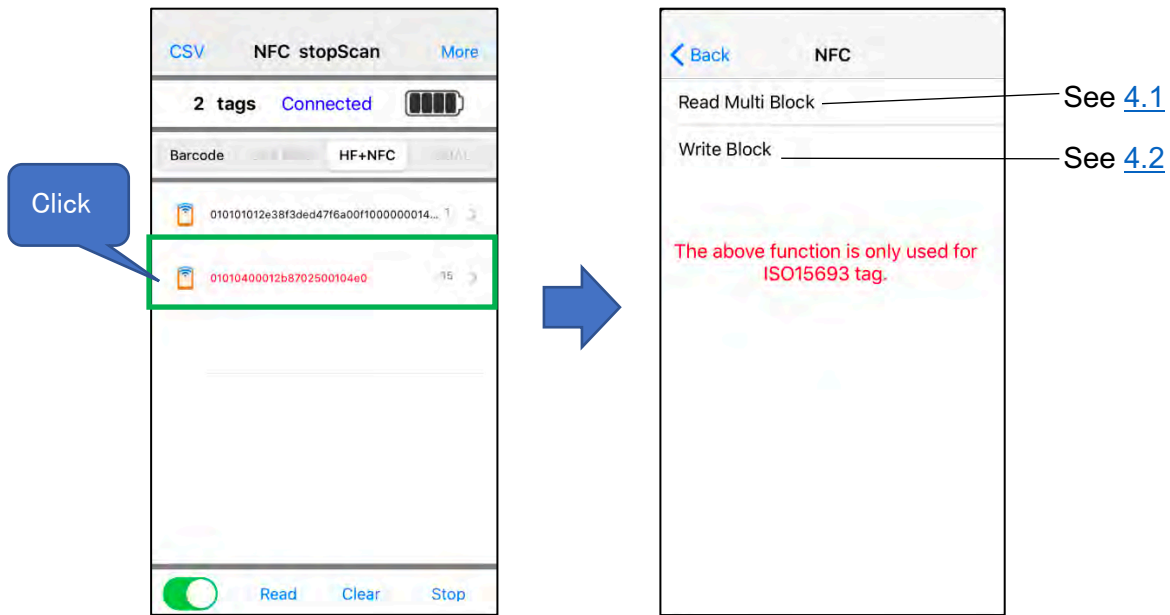 CSV NFC stopScan More
2 tags Connected
Barcode HF+NFC
Click
010101012e38f3ded47f6a00f1000000014... 1
01010400012b8702500104e0 15
Read Clear Stop
Back NFC
Read Multi Block
See 4.1
Write Block
See 4.2
The above function is only used for
ISO15693 tag.